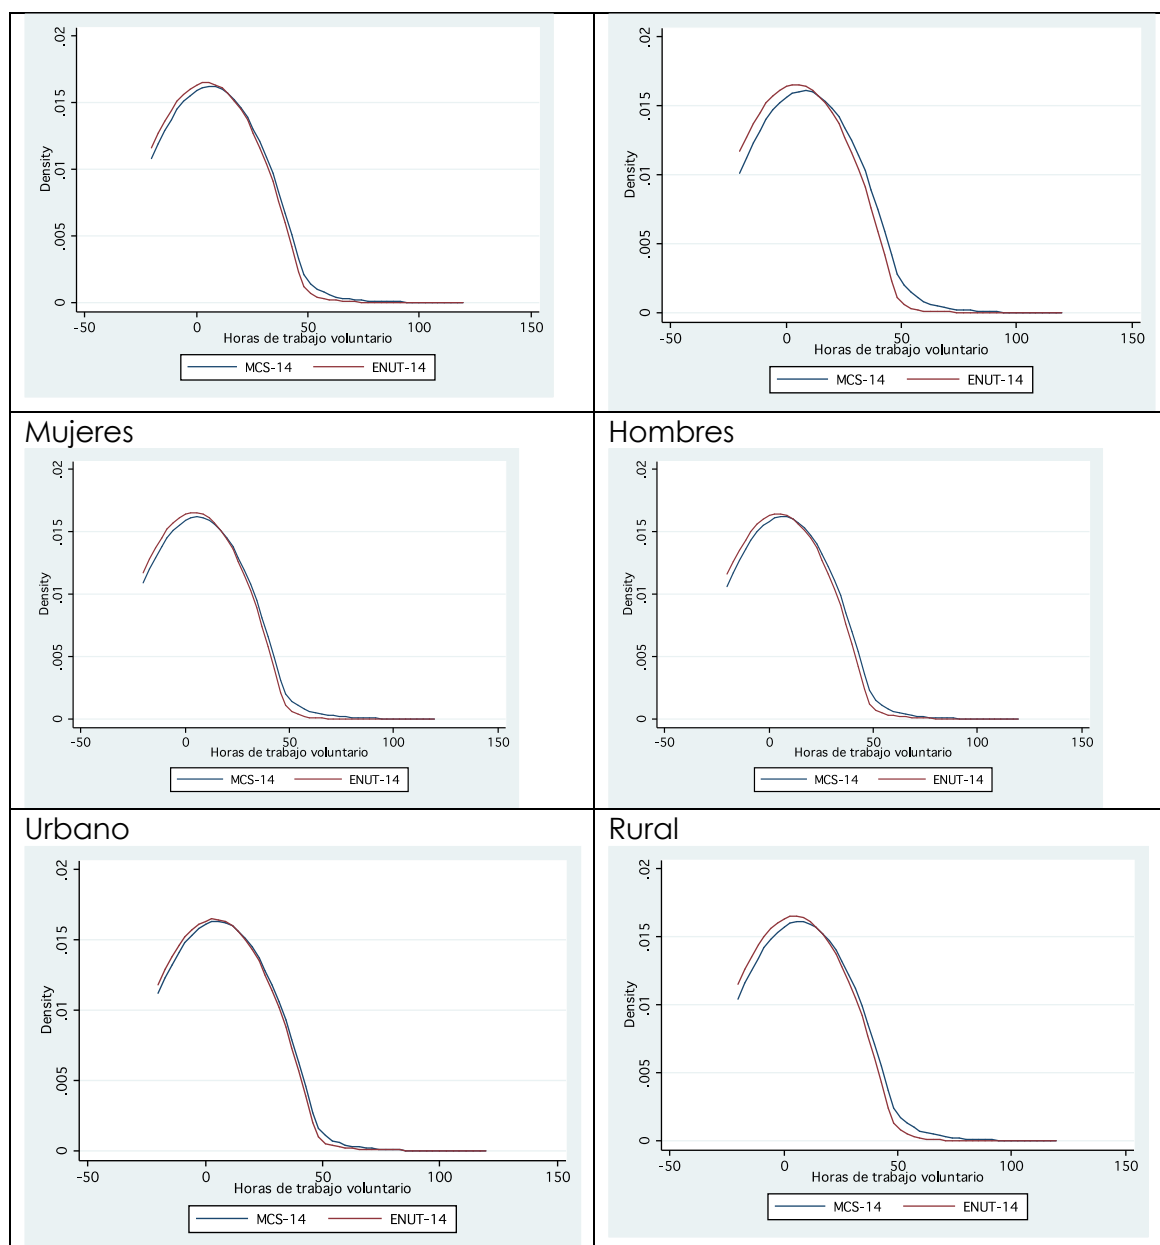 .02
.015
.01
.005
0
Density
-50 0 50 100 150
Horas de trabajo voluntario
MCS-14 ENUT-14
.02
.015
.01
.005
0
Density
-50 0 50 100 150
Horas de trabajo voluntario
MCS-14 ENUT-14
Mujeres
.02
.015
.01
.005
0
Density
-50 0 50 100 150
Horas de trabajo voluntario
MCS-14 ENUT-14
Hombres
.02
.015
.01
.005
0
Density
-50 0 50 100 150
Horas de trabajo voluntario
MCS-14 ENUT-14
Urbano
.02
.015
.01
.005
0
Density
-50 0 50 100 150
Horas de trabajo voluntario
MCS-14 ENUT-14
Rural
.02
.015
.01
.005
0
Density
-50 0 50 100 150
Horas de trabajo voluntario
MCS-14 ENUT-14